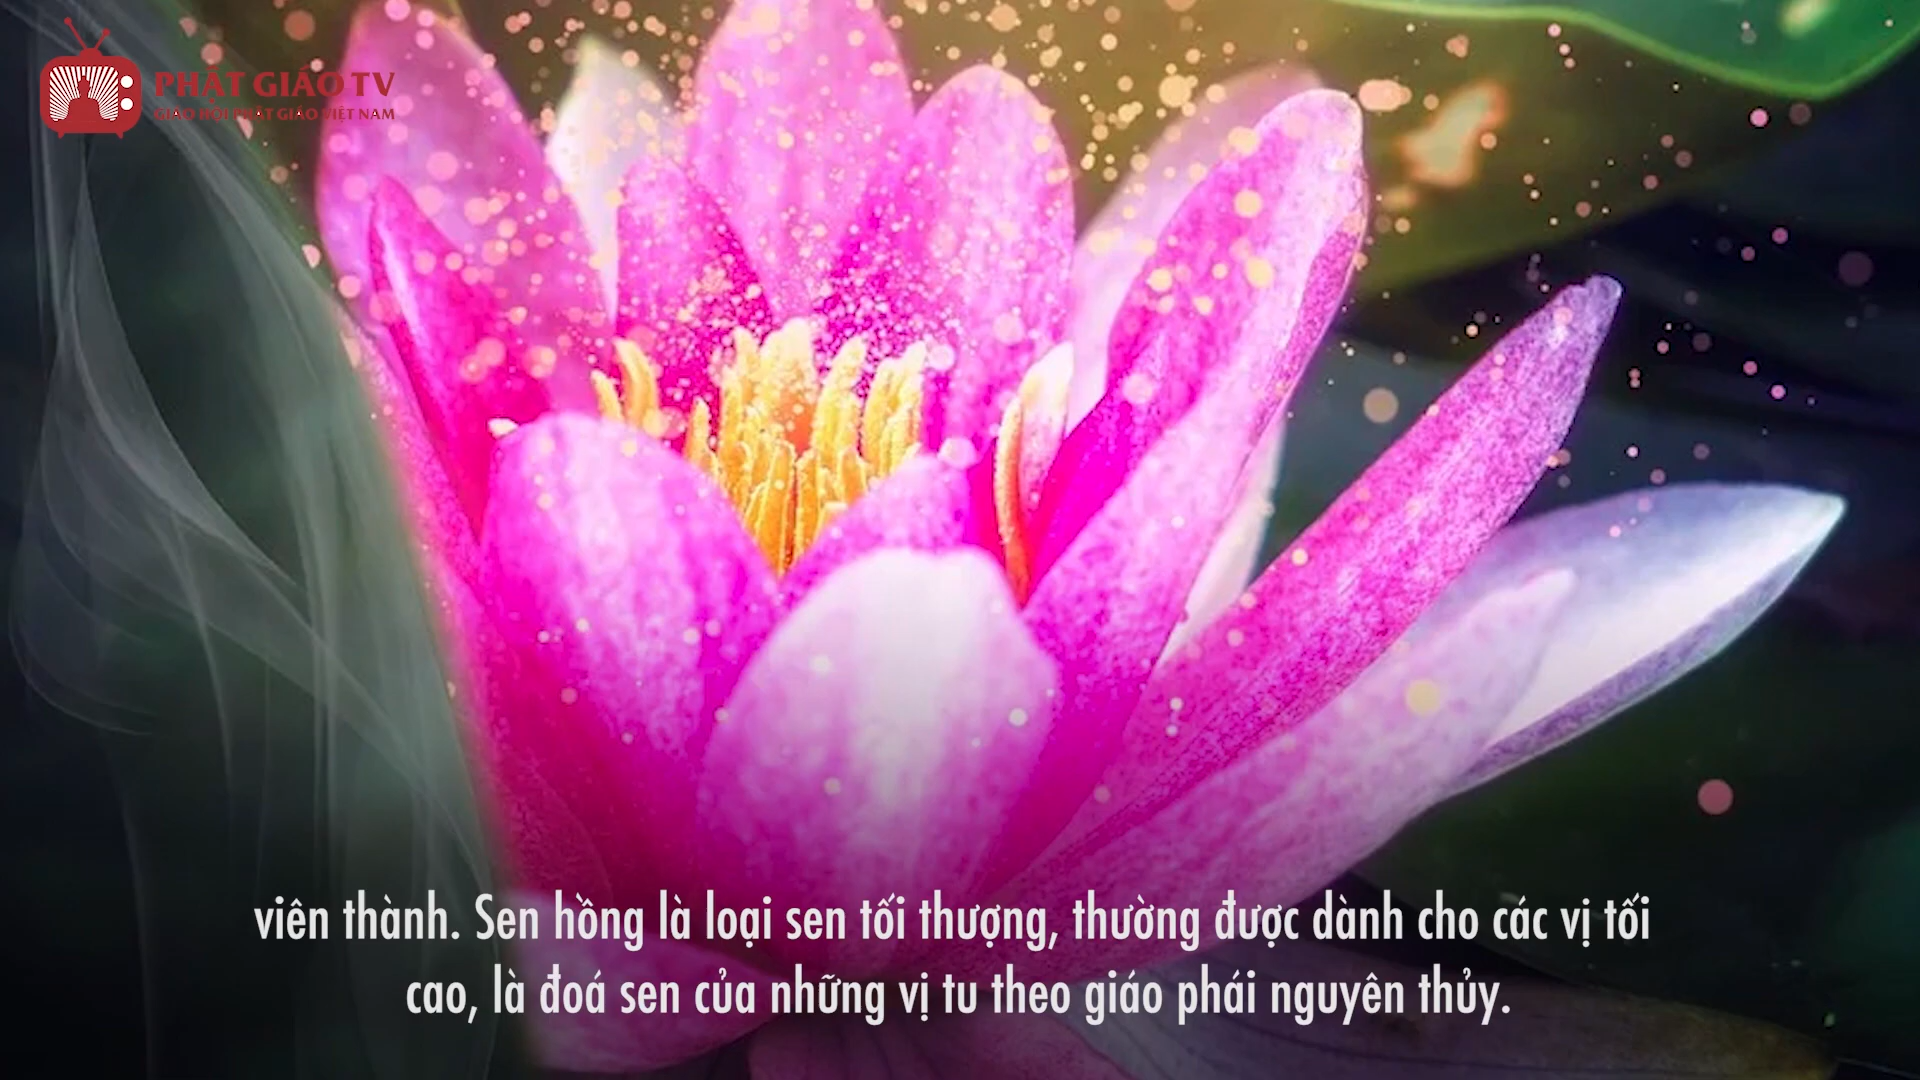 PHẬT GIÁO TV
GIÁO HỘI PHẬT GIÁO VIỆT NAM
viên thành. Sen hồng là loại sen tối thượng, thường được dành cho các vị tối
cao, là đoá sen của những vị tu theo giáo phái nguyên thủy.